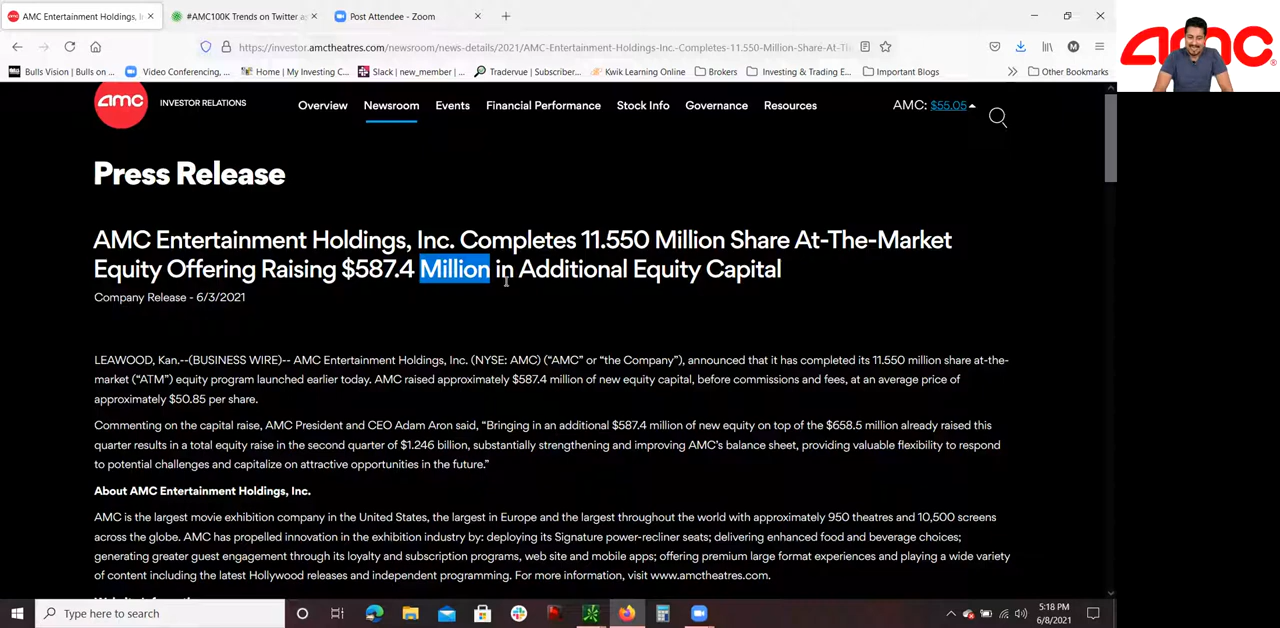 AMC Entertainment Holdings, I
#AMC100K Trends on Twitter a
Post Attendee - Zoom
https://investor.amctheatres.com/newsroom/news-details/2021/AMC-Entertainment-Holdings-Inc.-Completes-11.550-Million-Share-At-Th
Bulls Vision | Bulls on ... Video Conferencing, ... Home | My Investing C... Slack | new_member | ... Tradervue | Subscriber... Kwik Learning Online Brokers Investing & Trading E... Important Blogs Other Bookmarks
amc INVESTOR RELATIONS Overview Newsroom Events Financial Performance Stock Info Governance Resources AMC: $55.05
Press Release
AMC Entertainment Holdings, Inc. Completes 11.550 Million Share At-The-Market
Equity Offering Raising $587.4 Million in Additional Equity Capital
Company Release - 6/3/2021
LEAWOOD, Kan.--(BUSINESS WIRE)-- AMC Entertainment Holdings, Inc. (NYSE: AMC) (“AMC” or “the Company”), announced that it has completed its 11.550 million share at-the-
market (“ATM”) equity program launched earlier today. AMC raised approximately $587.4 million of new equity capital, before commissions and fees, at an average price of
approximately $50.85 per share.
Commenting on the capital raise, AMC President and CEO Adam Aron said, “Bringing in an additional $587.4 million of new equity on top of the $658.5 million already raised this
quarter results in a total equity raise in the second quarter of $1.246 billion, substantially strengthening and improving AMC’s balance sheet, providing valuable flexibility to respond
to potential challenges and capitalize on attractive opportunities in the future.”
About AMC Entertainment Holdings, Inc.
AMC is the largest movie exhibition company in the United States, the largest in Europe and the largest throughout the world with approximately 950 theatres and 10,500 screens
across the globe. AMC has propelled innovation in the exhibition industry by: deploying its Signature power-recliner seats; delivering enhanced food and beverage choices;
generating greater guest engagement through its loyalty and subscription programs, web site and mobile apps; offering premium large format experiences and playing a wide variety
of content including the latest Hollywood releases and independent programming. For more information, visit www.amctheatres.com.
Type here to search
5:18 PM
6/8/2021
amc